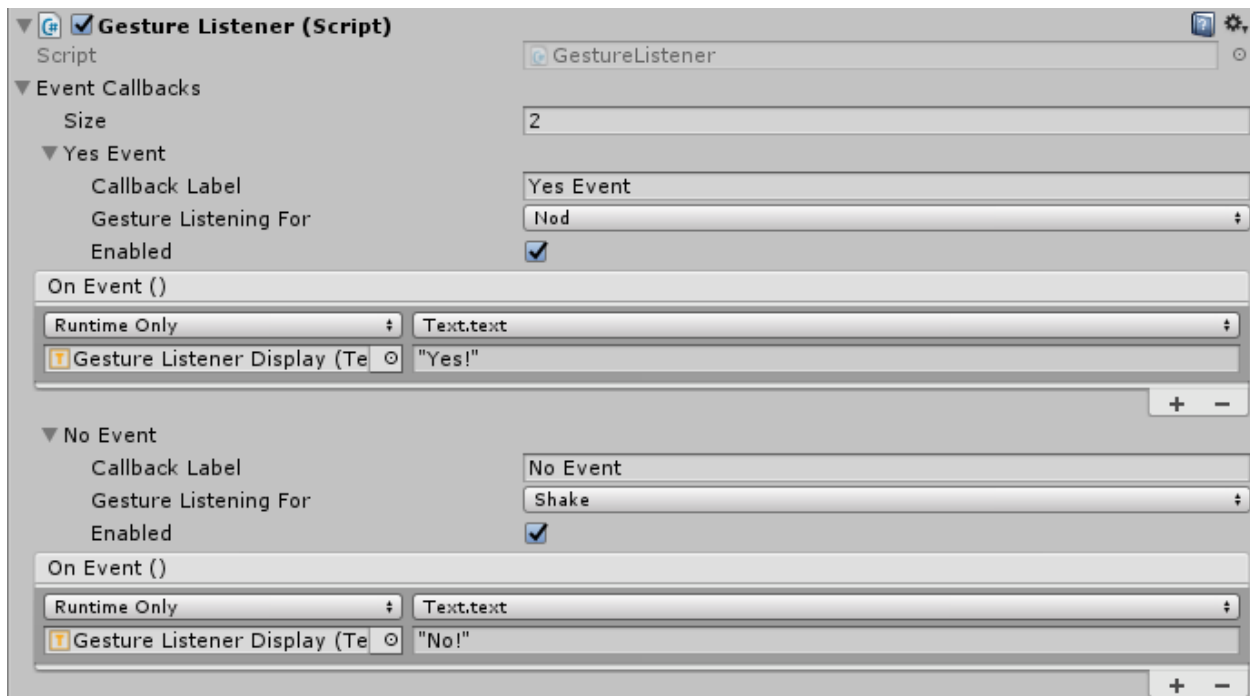 Gesture Listener (Script)
Script GestureListener
Event Callbacks
Size 2
Yes Event
Callback Label Yes Event
Gesture Listening For Nod
Enabled
On Event ()
Runtime Only Text.text
Gesture Listener Display (Te "Yes!"
+ −
No Event
Callback Label No Event
Gesture Listening For Shake
Enabled
On Event ()
Runtime Only Text.text
Gesture Listener Display (Te "No!"
+ −